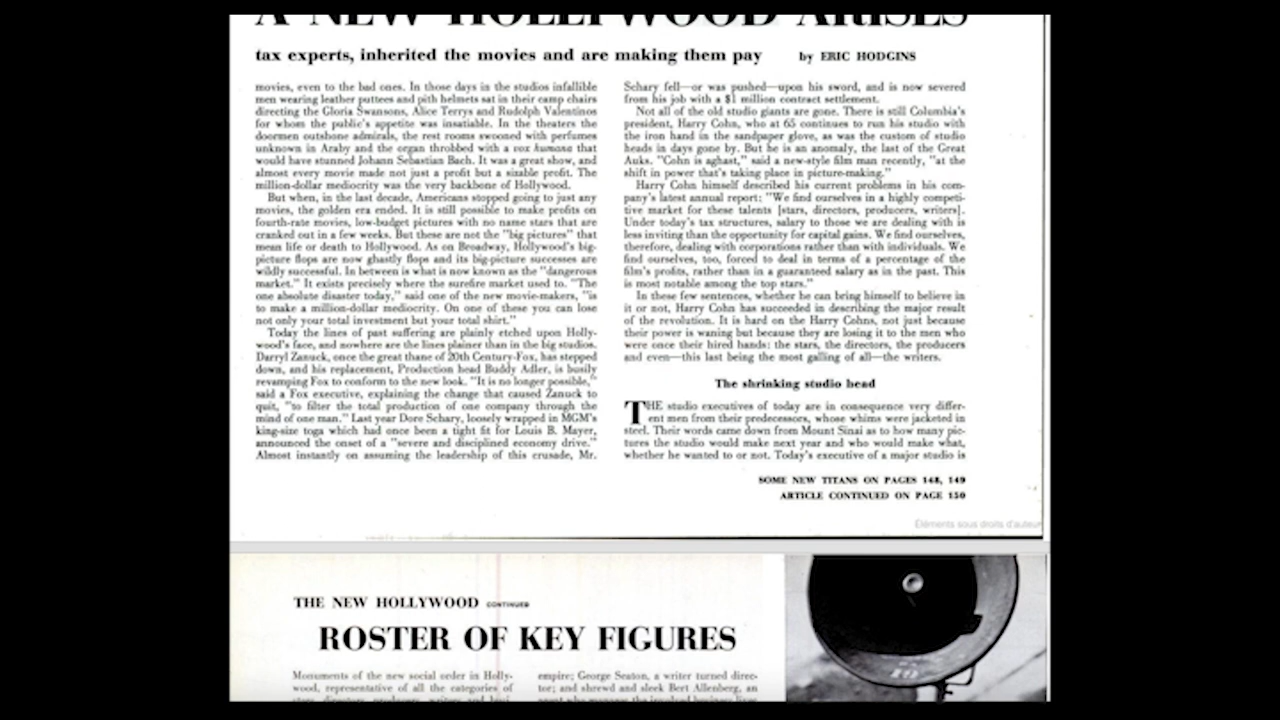 A NEW HOLLYWOOD ARISES
tax experts, inherited the movies and are making them pay by ERIC HODGINS
movies, even to the bad ones. In those days in the studios infallible
men wearing leather puttees and pith helmets sat in their camp chairs
directing the Gloria Swansons, Alice Terrys and Rudolph Valentinos
for whom the public's appetite was insatiable. In the theaters the
doormen outshone admirals, the rest rooms swooned with perfumes
unknown in Araby and the organ throbbed with a vox humana that
would have stunned Johann Sebastian Bach. It was a great show, and
almost every movie made not just a profit but a sizable profit. The
million-dollar mediocrity was the very backbone of Hollywood.
But when, in the last decade, Americans stopped going to just any
movies, the golden era ended. It is still possible to make profits on
fourth-rate movies, low-budget pictures with no name stars that are
cranked out in a few weeks. But these are not the "big pictures" that
mean life or death to Hollywood. As on Broadway, Hollywood's big-
picture flops are now ghastly flops and its big-picture successes are
wildly successful. In between is what is now known as the "dangerous
market." It exists precisely where the surefire market used to. "The
one absolute disaster today," said one of the new movie-makers, "is
to make a million-dollar mediocrity. On one of these you can lose
not only your total investment but your total shirt."
Today the lines of past suffering are plainly etched upon Holly-
wood's face, and nowhere are the lines plainer than in the big studios.
Darryl Zanuck, once the great thane of 20th Century-Fox, has stepped
down, and his replacement, Production head Buddy Adler, is busily
revamping Fox to conform to the new look. "It is no longer possible,"
said a Fox executive, explaining the change that caused Zanuck to
quit, "to filter the total production of one company through the
mind of one man." Last year Dore Schary, loosely wrapped in MGM's
king-size toga which had once been a tight fit for Louis B. Mayer,
announced the onset of a "severe and disciplined economy drive."
Almost instantly on assuming the leadership of this crusade, Mr.
Schary fell—or was pushed—upon his sword, and is now severed
from his job with a $1 million contract settlement.
Not all of the old studio giants are gone. There is still Columbia's
president, Harry Cohn, who at 65 continues to run his studio with
the iron hand in the sandpaper glove, as was the custom of studio
heads in days gone by. But he is an anomaly, the last of the Great
Auks. "Cohn is aghast," said a new-style film man recently, "at the
shift in power that's taking place in picture-making."
Harry Cohn himself described his current problems in his com-
pany's latest annual report: "We find ourselves in a highly competi-
tive market for these talents [stars, directors, producers, writers].
Under today's tax structures, salary to those we are dealing with is
less inviting than the opportunity for capital gains. We find ourselves,
therefore, dealing with corporations rather than with individuals. We
find ourselves, too, forced to deal in terms of a percentage of the
film's profits, rather than in a guaranteed salary as in the past. This
is most notable among the top stars."
In these few sentences, whether he can bring himself to believe in
it or not, Harry Cohn has succeeded in describing the major result
of the revolution. It is hard on the Harry Cohns, not just because
their power is waning but because they are losing it to the men who
were once their hired hands: the stars, the directors, the producers
and even—this last being the most galling of all—the writers.
The shrinking studio head
THE studio executives of today are in consequence very differ-
ent men from their predecessors, whose whims were jacketed in
steel. Their words came down from Mount Sinai as to how many pic-
tures the studio would make next year and who would make what,
whether he wanted to or not. Today's executive of a major studio is
SOME NEW TITANS ON PAGES 148, 149
ARTICLE CONTINUED ON PAGE 150
Éléments sous droits d'auteur
THE NEW HOLLYWOOD CONTINUED
ROSTER OF KEY FIGURES
Monuments of the new social order in Holly-
wood, representative of all the categories of
stars, directors, producers, writers and
empire; George Seaton, a writer turned direc-
tor; and shrewd and sleek Bert Allenberg, an
agent who manages the involved business lives